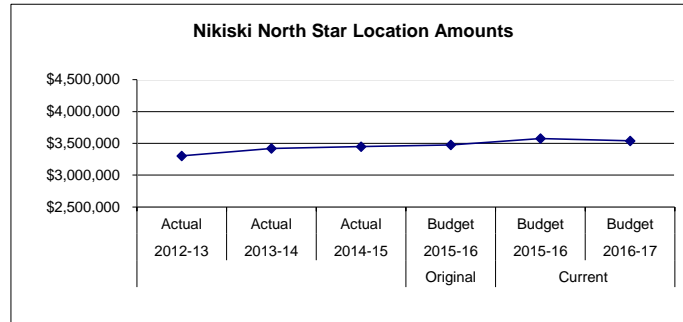 Nikiski North Star Location Amounts
$4,500,000
$4,000,000
$3,500,000
$3,000,000
$2,500,000
Actual Actual Actual Budget Budget Budget
2012-13 2013-14 2014-15 2015-16 2015-16 2016-17
Original Current